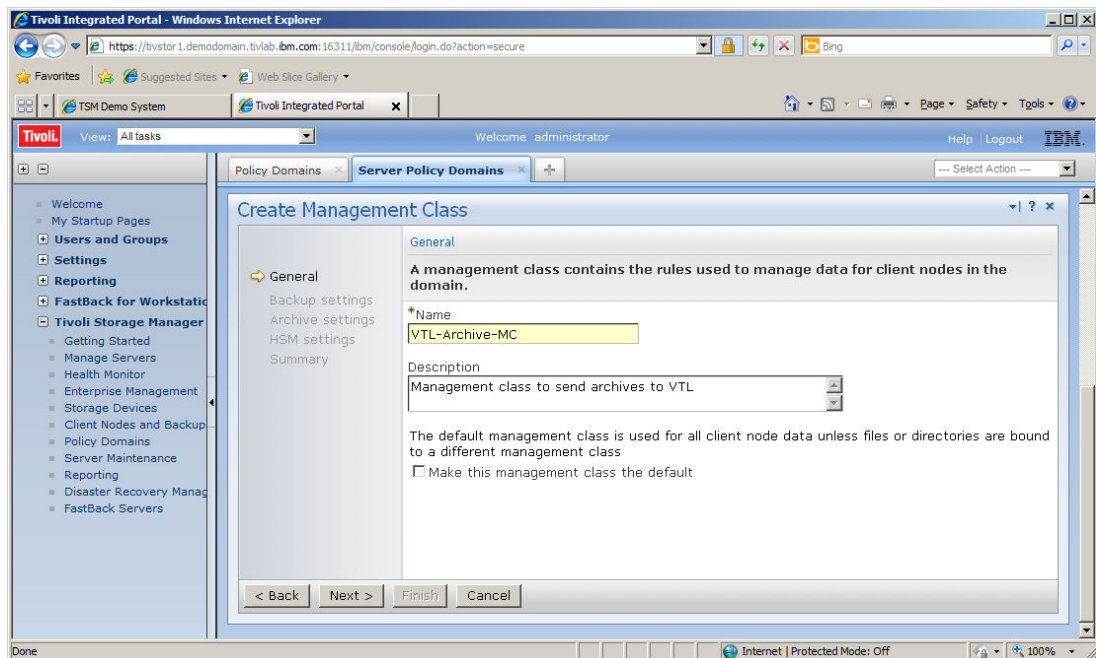 Tivoli Integrated Portal - Windows Internet Explorer
https://tivstor1.demodomain.tivlab.ibm.com:16311/ibm/console/login.do?action=secure
Bing
Favorites Suggested Sites Web Slice Gallery
TSM Demo System Tivoli Integrated Portal Page Safety Tools
Tivoli. View: All tasks Welcome administrator Help Logout IBM.
Policy Domains Server Policy Domains --- Select Action ---
Welcome
My Startup Pages
Users and Groups
Settings
Reporting
FastBack for Workstatio
Tivoli Storage Manager
Getting Started
Manage Servers
Health Monitor
Enterprise Management
Storage Devices
Client Nodes and Backup
Policy Domains
Server Maintenance
Reporting
Disaster Recovery Manag
FastBack Servers
Create Management Class ?
General
Backup settings
Archive settings
HSM settings
Summary
General
A management class contains the rules used to manage data for client nodes in the
domain.
*Name
VTL-Archive-MC
Description
Management class to send archives to VTL
The default management class is used for all client node data unless files or directories are bound
to a different management class
Make this management class the default
< Back Next > Finish Cancel
Done Internet | Protected Mode: Off 100%